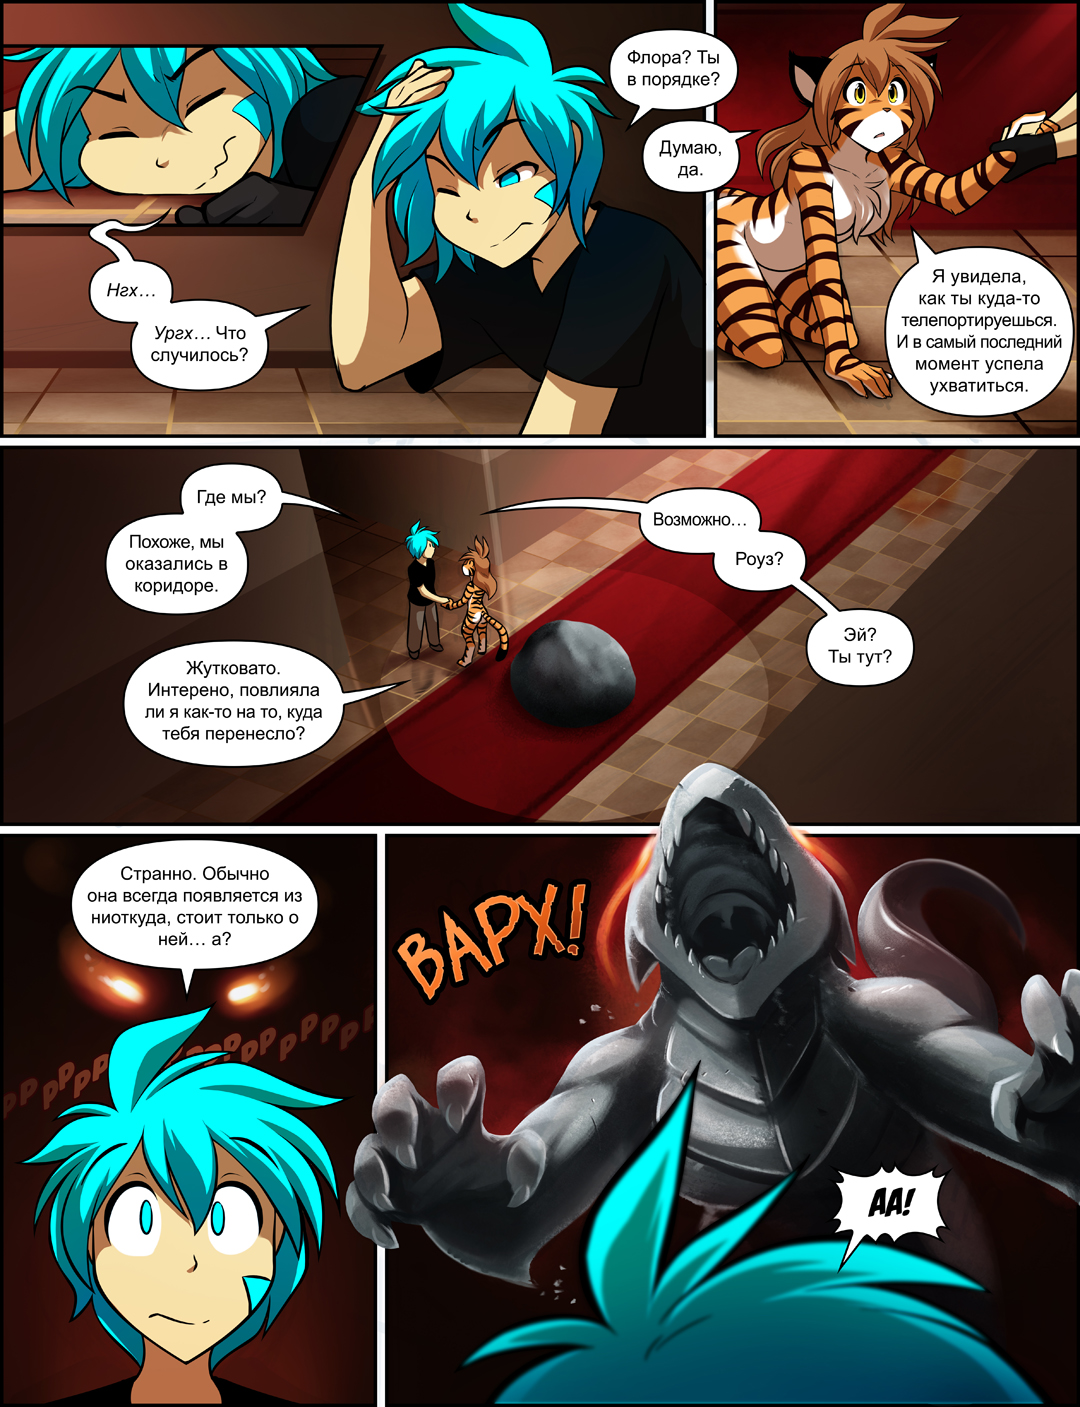 Нгх…
Ургх… Что
случилось?
Флора? Ты
в порядке?
Думаю,
да.
Я увидела,
как ты куда-то
телепортируешься.
И в самый последний
момент успела
ухватиться.
Где мы?
Похоже, мы
оказались в
коридоре.
Возможно…
Роуз?
Эй?
Ты тут?
Жутковато.
Интерено, повлияла
ли я как-то на то, куда
тебя перенесло?
Странно. Обычно
она всегда появляется из
ниоткуда, стоит только о
ней… а?
ВАРХ!
АА!